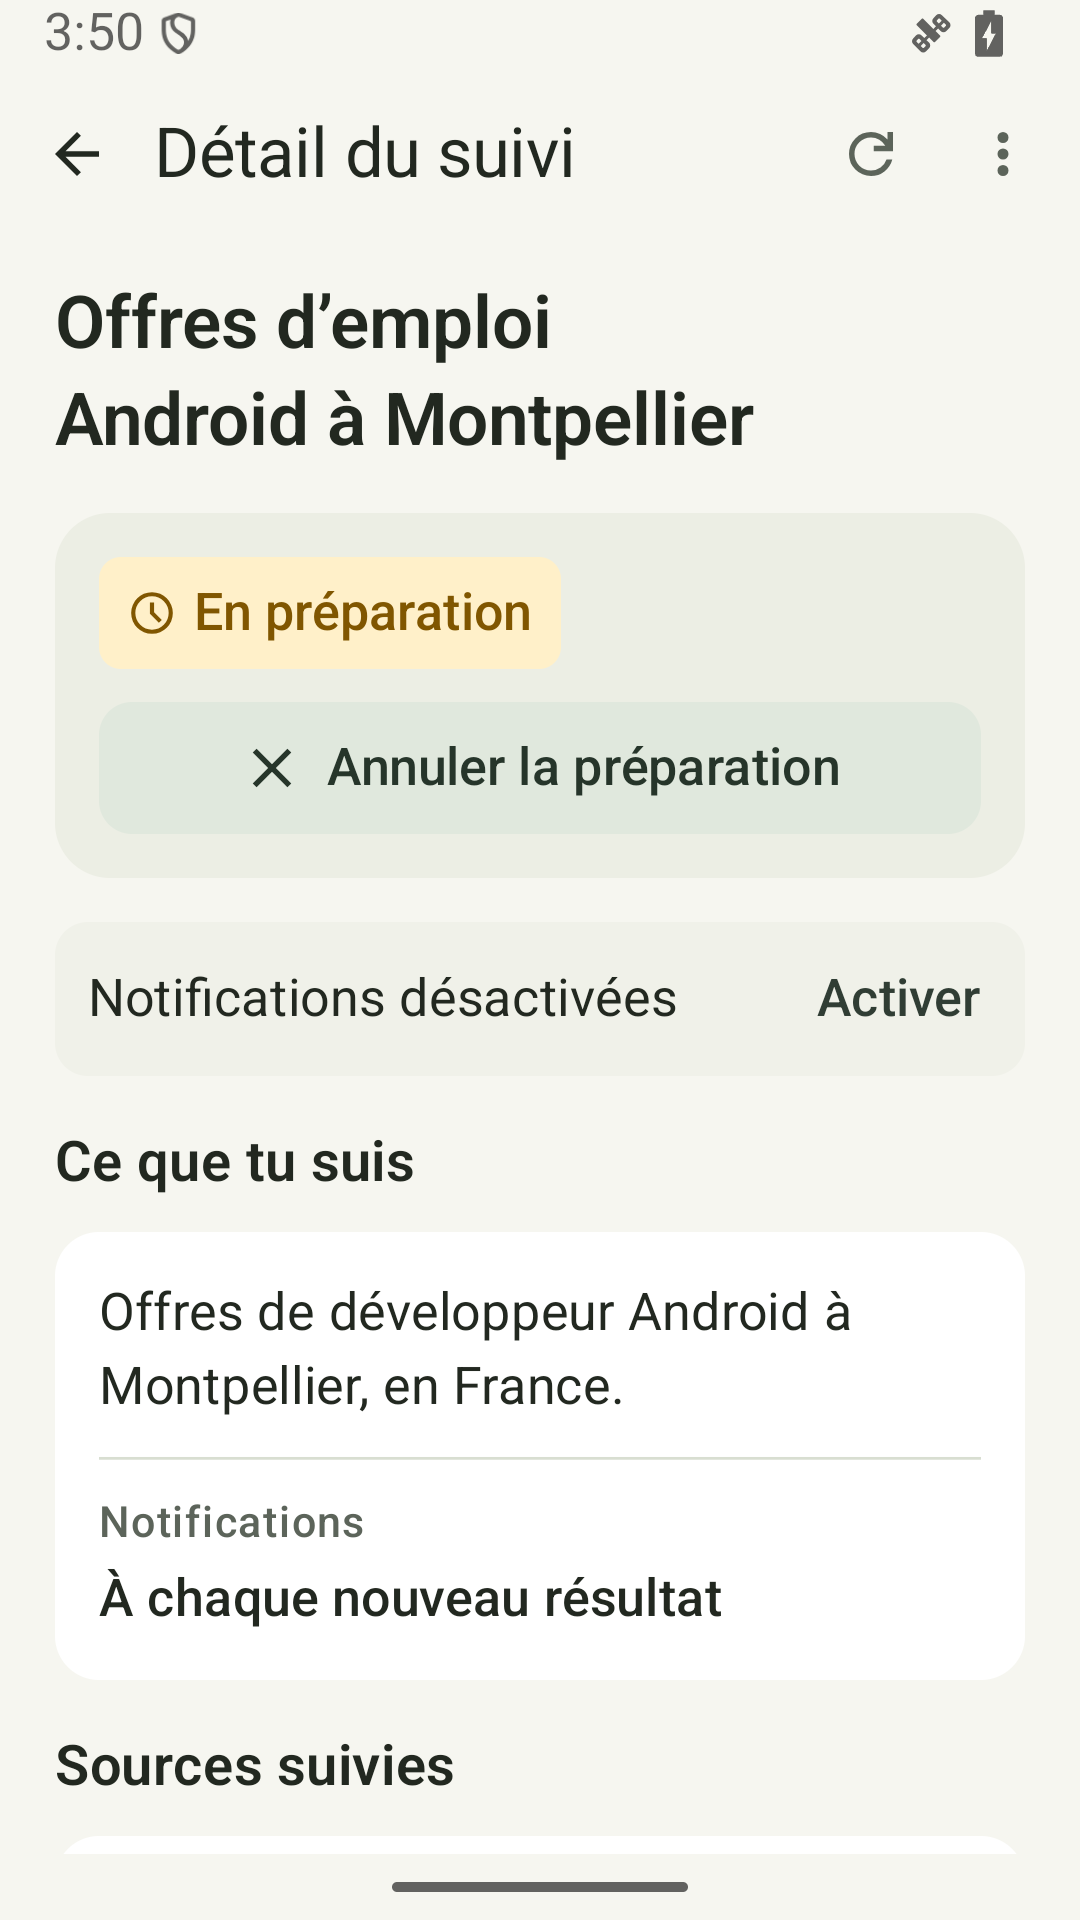 3:50
Détail du suivi
Offres d’emploi
Android à Montpellier
En préparation
Annuler la préparation
Notifications désactivées
Activer
Ce que tu suis
Offres de développeur Android à
Montpellier, en France.
Notifications
À chaque nouveau résultat
Sources suivies